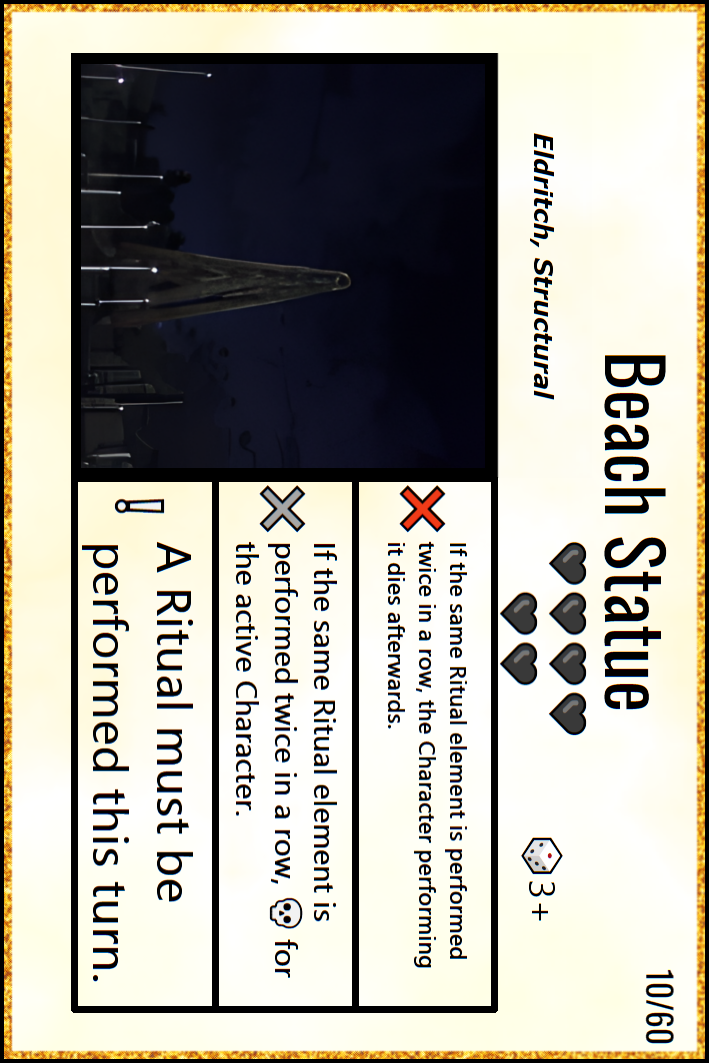 Beach Statue
10/60
Eldritch, Structural
3+
If the same Ritual element is performed
twice in a row, the Character performing
it dies afterwards.
If the same Ritual element is
performed twice in a row, 💀 for
the active Character.
A Ritual must be
performed this turn.